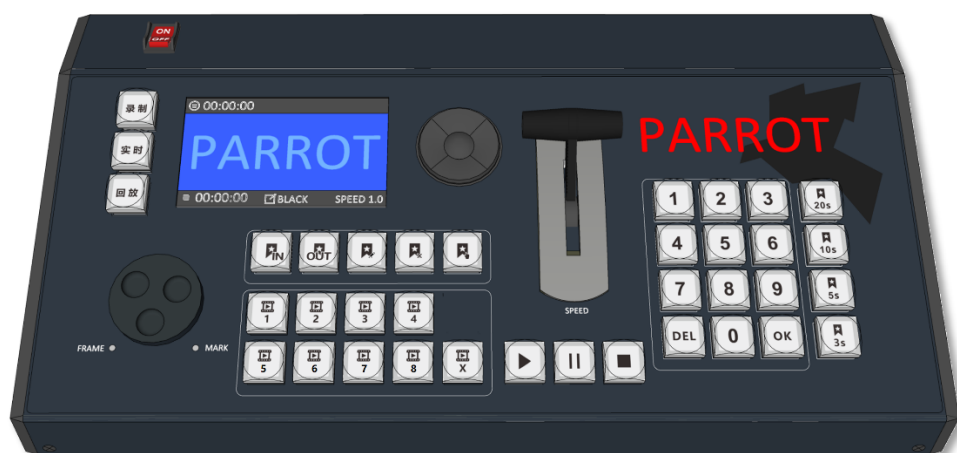 ON
OFF
录制
实时
回放
00:00:00
PARROT
00:00:00 BLACK SPEED 1.0
PARROT
IN
OUT
1 2 3 4
5 6 7 8 X
FRAME
MARK
SPEED
1 2 3 20s
4 5 6 10s
7 8 9 5s
DEL 0 OK 3s